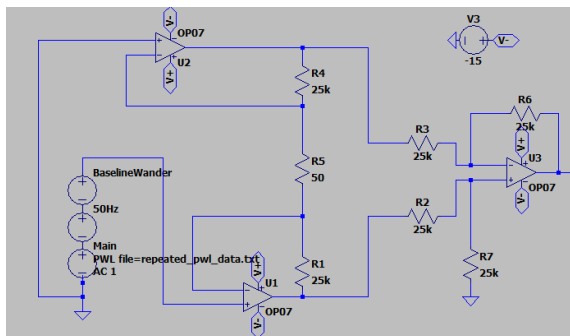 V-
OP07
U2
V+
V3
V-
-15
R4
25k
R6
25k
R3
25k
V+
U3
OP07
V-
BaselineWander
R5
50
50Hz
R2
25k
Main
PWL file=repeated_pwl_data.txt
AC 1
V+
U1
R1
25k
R7
25k
OP07
V-